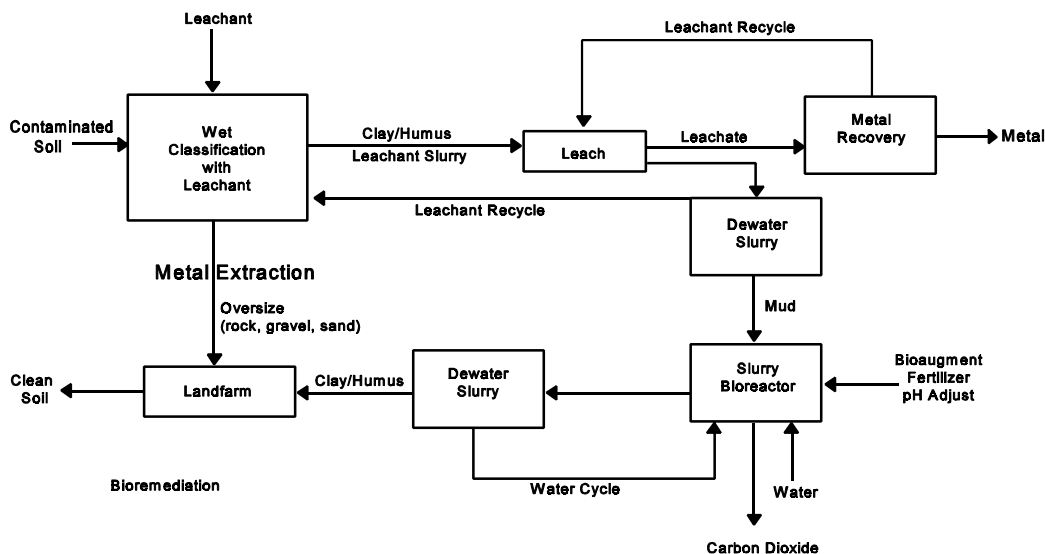 Leachant
Leachant Recycle
Contaminated
Soil
Wet
Classification
with
Leachant
Clay/Humus
Leachant Slurry
Leach
Leachate
Metal
Recovery
Metal
Leachant Recycle
Dewater
Slurry
Metal Extraction
Oversize
(rock, gravel, sand)
Mud
Clean
Soil
Landfarm
Clay/Humus
Dewater
Slurry
Slurry
Bioreactor
Bioaugment
Fertilizer
pH Adjust
Bioremediation
Water Cycle
Water
Carbon Dioxide